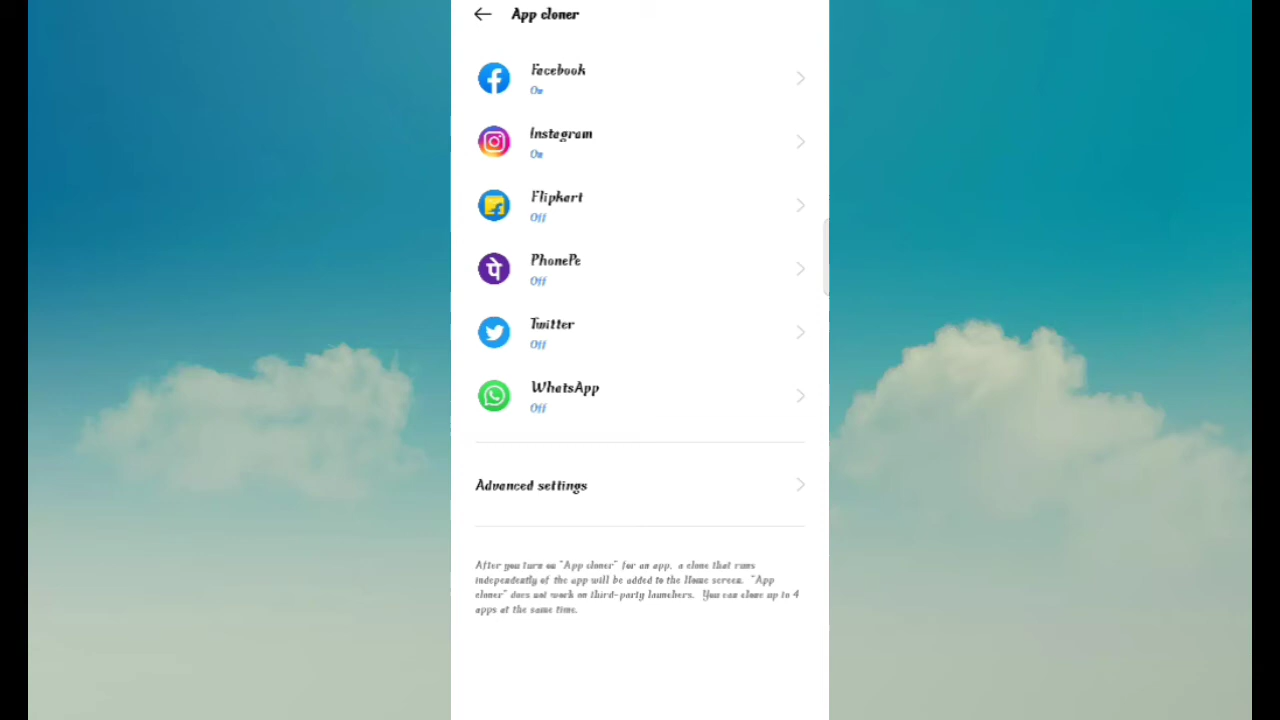 App cloner
Facebook
On
Instagram
On
Flipkart
Off
PhonePe
Off
Twitter
Off
WhatsApp
Off
Advanced settings
After you turn on "App cloner" for an app, a clone that runs
independently of the app will be added to the Home screen. "App
cloner" does not work on third-party launchers. You can clone up to 4
apps at the same time.